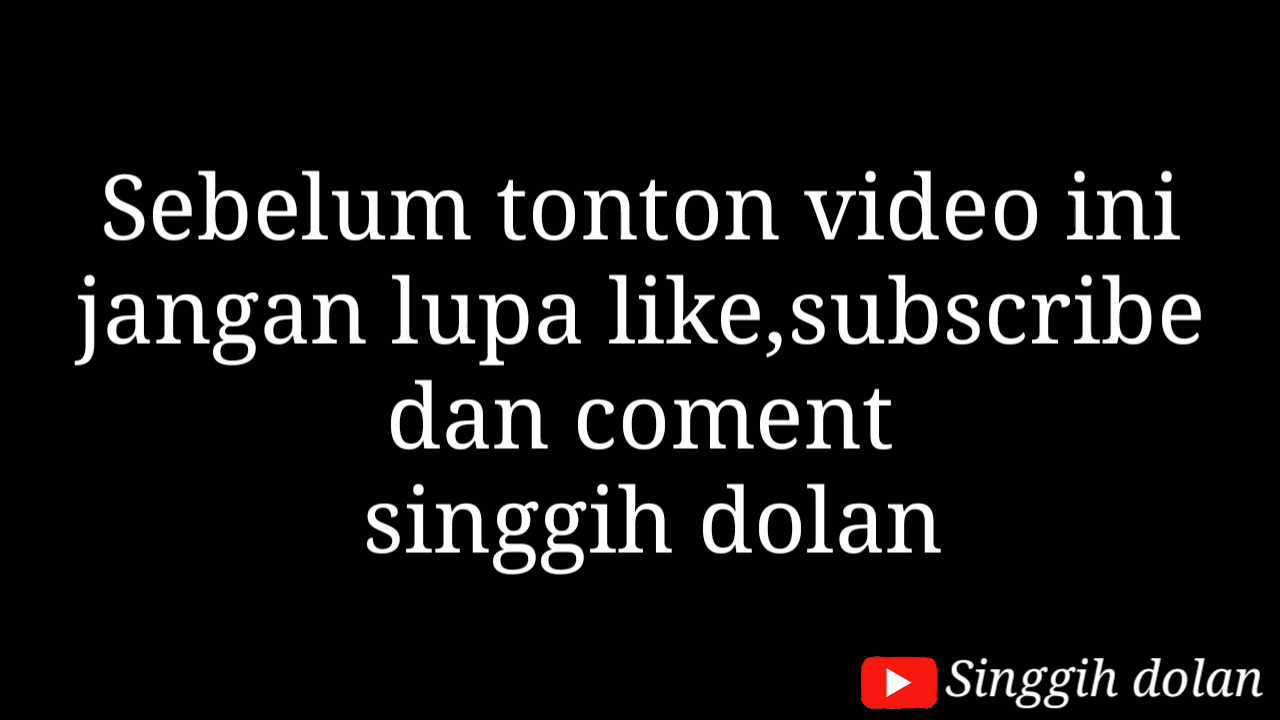 Sebelum tonton video ini
jangan lupa like,subscribe
dan coment
singgih dolan
Singgih dolan